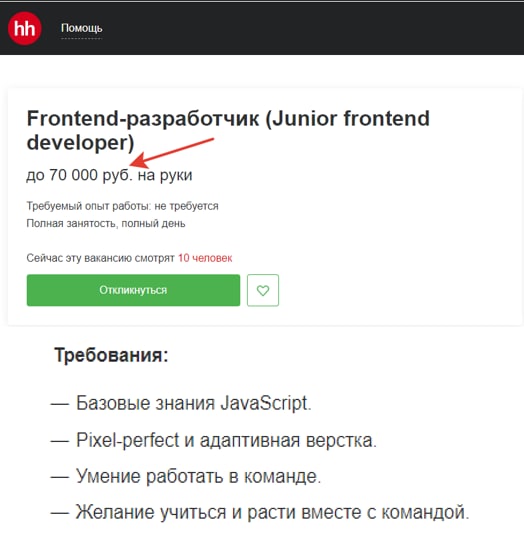 hh
Помощь
Frontend-разработчик (Junior frontend
developer)
до 70 000 руб. на руки
Требуемый опыт работы: не требуется
Полная занятость, полный день
Сейчас эту вакансию смотрят 10 человек
Откликнуться
Требования:
— Базовые знания JavaScript.
— Pixel-perfect и адаптивная верстка.
— Умение работать в команде.
— Желание учиться и расти вместе с командой.